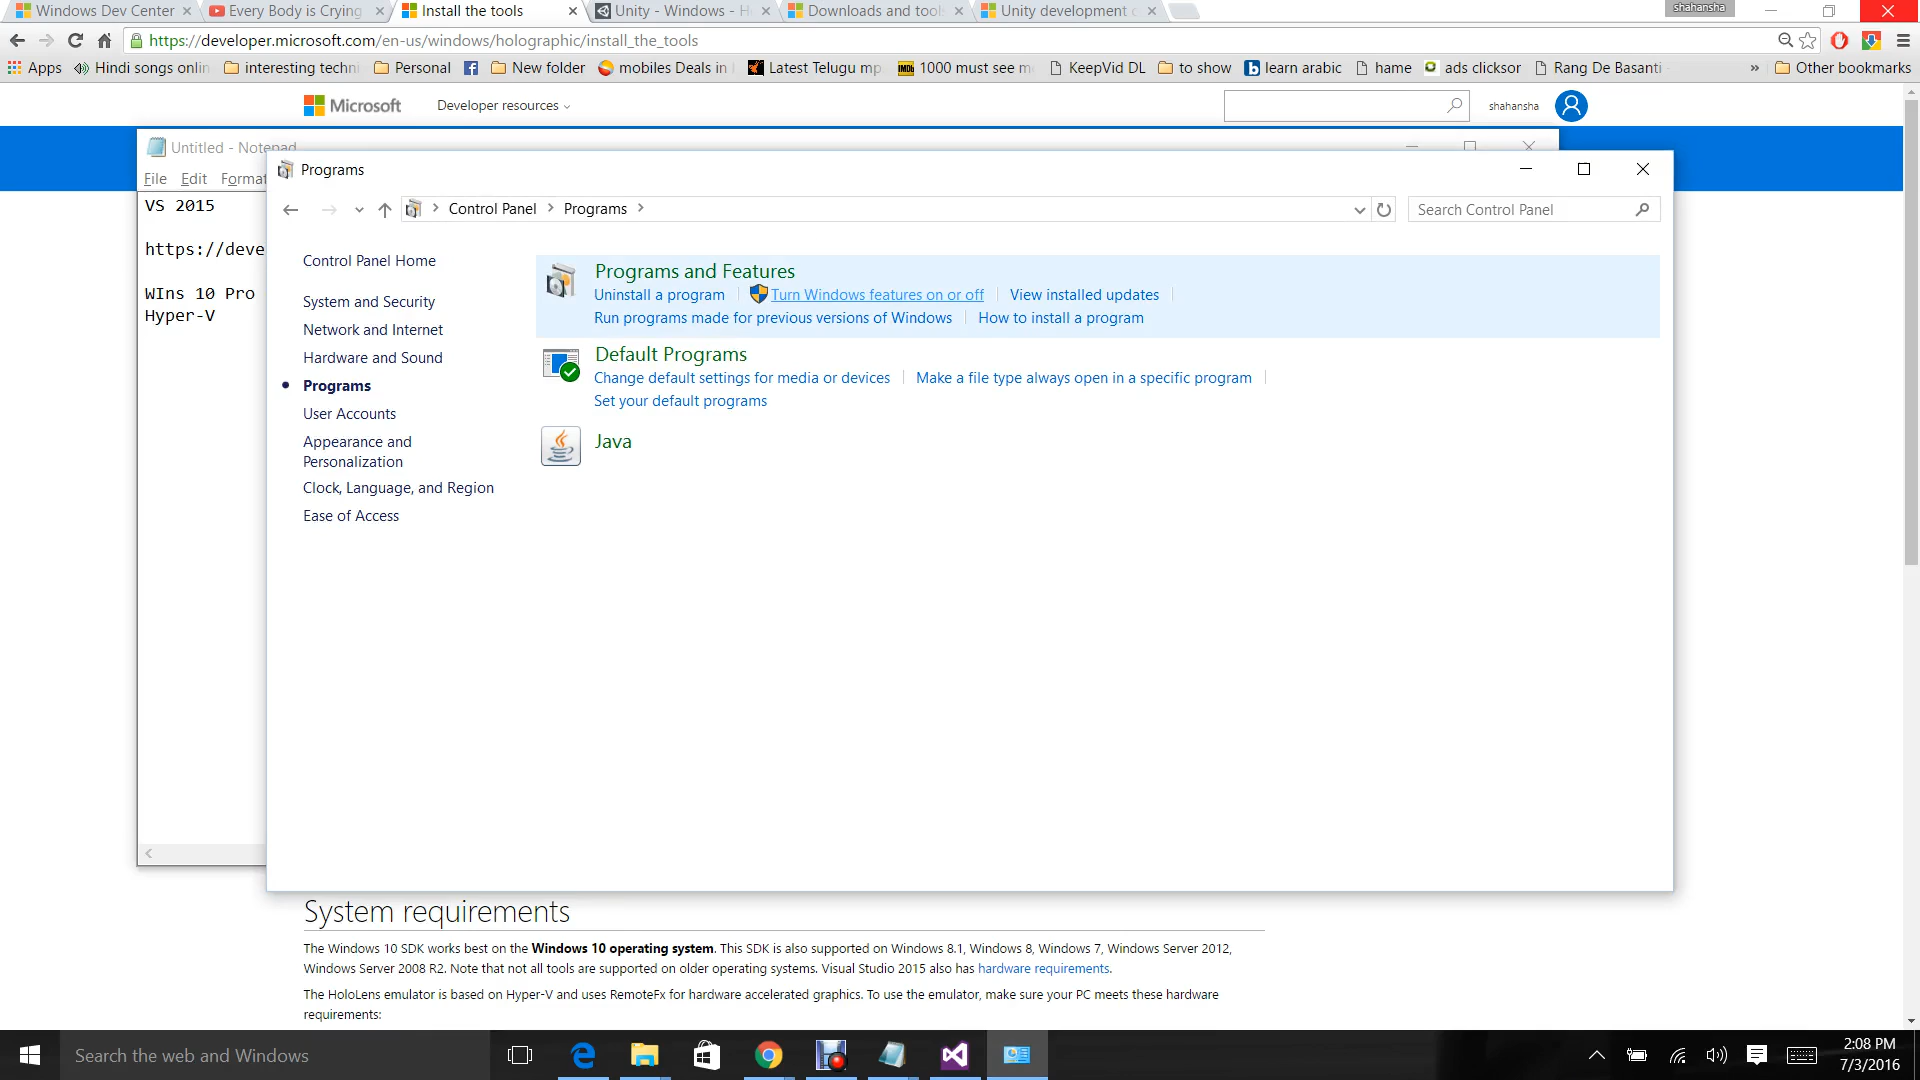 shahansha
Windows Dev Center
Every Body is Crying
Install the tools
Unity - Windows - H
Downloads and tool
Unity development
https://developer.microsoft.com/en-us/windows/holographic/install_the_tools
Apps
Hindi songs onlin
interesting techni
Personal
New folder
mobiles Deals in
Latest Telugu mp
1000 must see m
KeepVid DL
to show
learn arabic
hame
ads clicksor
Rang De Basanti
Other bookmarks
Microsoft
Developer resources
shahansha
Untitled - Notepad
File Edit Format
VS 2015
https://deve
WIns 10 Pro
Hyper-V
Programs
Control Panel > Programs >
Search Control Panel
Control Panel Home
System and Security
Network and Internet
Hardware and Sound
Programs
User Accounts
Appearance and
Personalization
Clock, Language, and Region
Ease of Access
Programs and Features
Uninstall a program
Turn Windows features on or off
View installed updates
Run programs made for previous versions of Windows
How to install a program
Default Programs
Change default settings for media or devices
Make a file type always open in a specific program
Set your default programs
Java
System requirements
The Windows 10 SDK works best on the Windows 10 operating system. This SDK is also supported on Windows 8.1, Windows 8, Windows 7, Windows Server 2012,
Windows Server 2008 R2. Note that not all tools are supported on older operating systems. Visual Studio 2015 also has hardware requirements.
The HoloLens emulator is based on Hyper-V and uses RemoteFx for hardware accelerated graphics. To use the emulator, make sure your PC meets these hardware
requirements:
Search the web and Windows
2:08 PM
7/3/2016